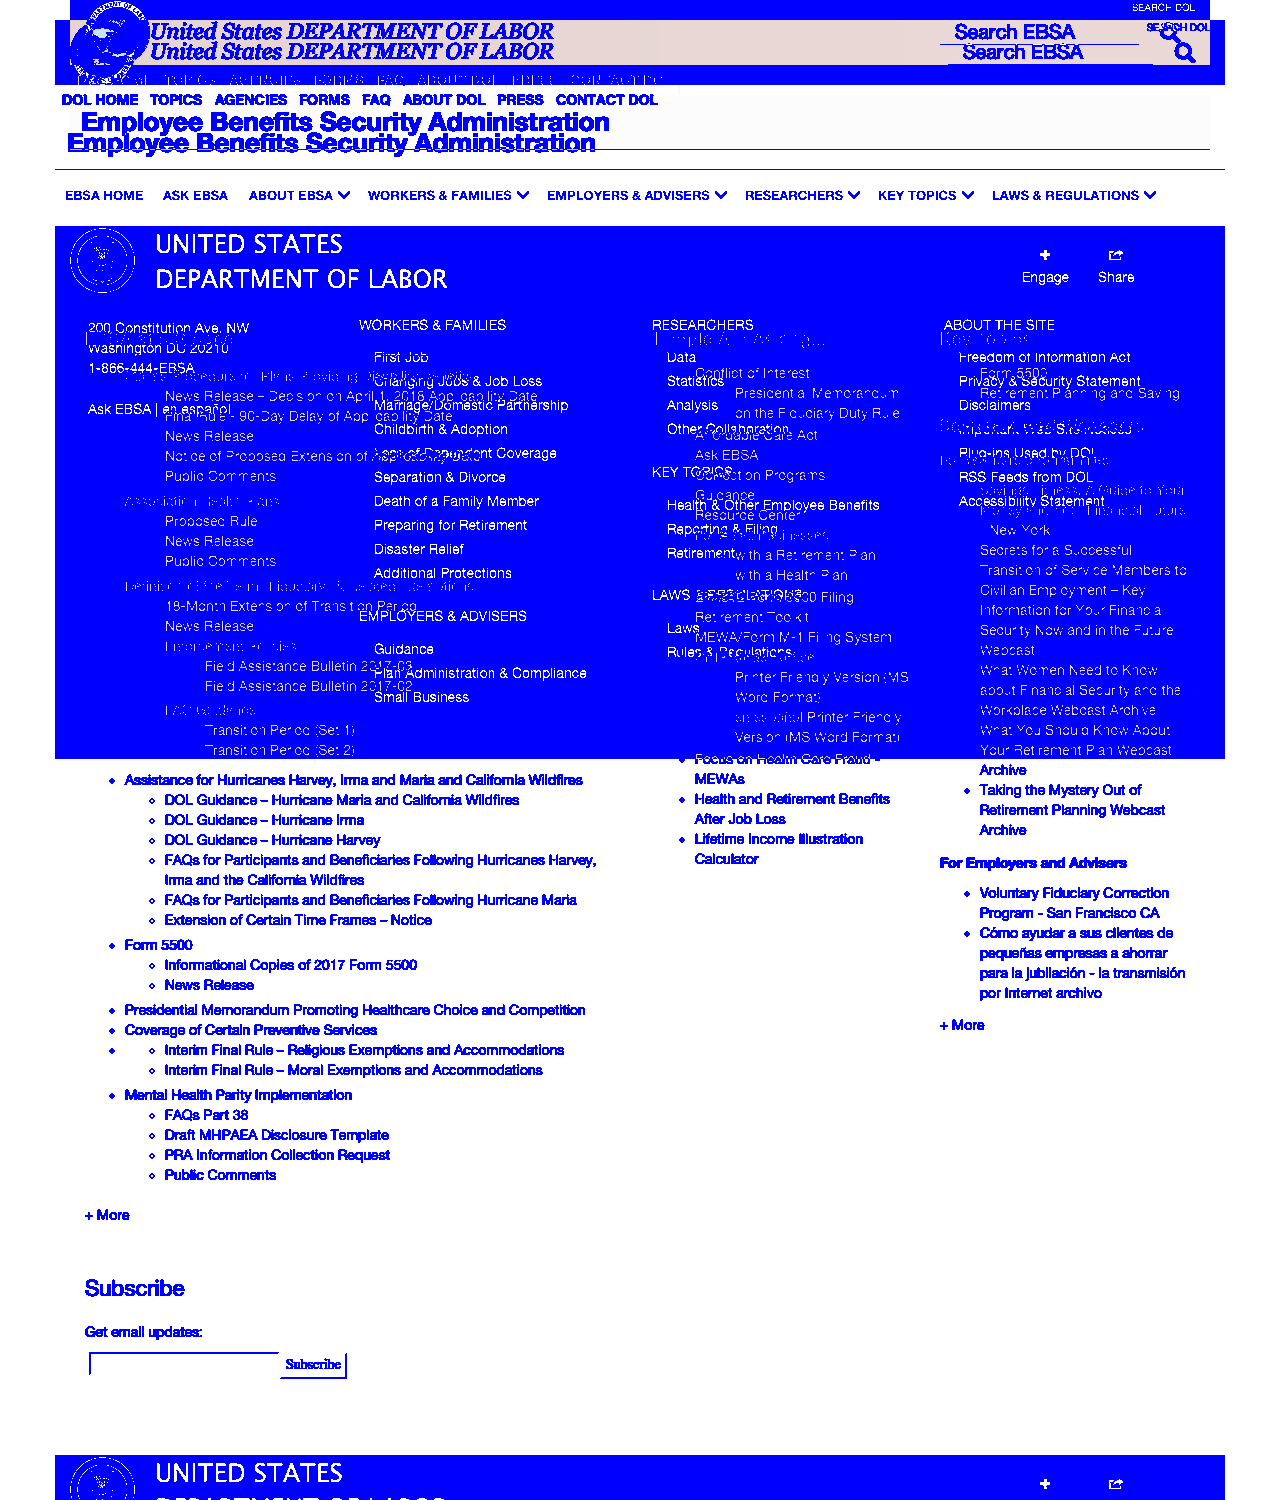 SEARCH DOL
United States DEPARTMENT OF LABOR
Search EBSA
SEARCH DOL
United States DEPARTMENT OF LABOR
Search EBSA
DOL HOME TOPICS AGENCIES FORMS FAQ ABOUT DOL PRESS CONTACT DOL
Employee Benefits Security Administration
Employee Benefits Security Administration
EBSA HOME ASK EBSA ABOUT EBSA WORKERS & FAMILIES EMPLOYERS & ADVISERS RESEARCHERS KEY TOPICS LAWS & REGULATIONS
UNITED STATES
DEPARTMENT OF LABOR
Engage Share
200 Constitution Ave. NW
Washington DC 20210
1-866-444-EBSA
Ask EBSA | en español
News Release – Decision on April 1, 2018 Applicability Date
Final Rule - 90-Day Delay of Applicability Date
News Release
Notice of Proposed Extension of
Public Comments
Proposed Rule
News Release
Public Comments
18-Month Extension of Transition Period
News Release
Field Assistance Bulletin 2017-03
Field Assistance Bulletin 2017-02
Transition Period (Set 1)
Transition Period (Set 2)
WORKERS & FAMILIES
First Job
Changing Jobs & Job Loss
Marriage/Domestic Partnership
Childbirth & Adoption
Loss of Dependent Coverage
Separation & Divorce
Death of a Family Member
Preparing for Retirement
Disaster Relief
Additional Protections
EMPLOYERS & ADVISERS
Guidance
Plan Administration & Compliance
Small Business
RESEARCHERS
Data
Statistics
Analysis
Other Collaboration
KEY TOPICS
Health & Other Employee Benefits
Reporting & Filing
Retirement
LAWS & REGULATIONS
Laws
Rules & Regulations
Conflict of Interest
Presidential Memorandum
on the Fiduciary Duty Rule
Affordable Care Act
Ask EBSA
Correction Programs
Guidance
Resource Center
with a Retirement Plan
with a Health Plan
Retirement Toolkit
MEWA/Form M-1 Filing System
Printer Friendly Version (MS
Word Format)
Printer Friendly
Version (MS Word Format)
Focus on Health Care Fraud -
MEWAs
Health and Retirement Benefits
After Job Loss
Lifetime Income Illustration
Calculator
ABOUT THE SITE
Freedom of Information Act
Privacy & Security Statement
Disclaimers
Important Web Site Notices
Plug-ins Used by DOL
RSS Feeds from DOL
Accessibility Statement
Form 5500
Retirement Planning and Saving
New York
Secrets for a Successful
Transition of Service Members to
Civilian Employment – Key
Information for Your Financial
Security Now and in the Future
Webcast
What Women Need to Know
about Financial Security and the
Workplace Webcast Archive
What You Should Know About
Your Retirement Plan Webcast
Archive
Taking the Mystery Out of
Retirement Planning Webcast
Archive
For Employers and Advisers
Voluntary Fiduciary Correction
Program - San Francisco CA
Cómo ayudar a sus clientes de
pequeñas empresas a ahorrar
para la jubilación - la transmisión
por Internet archivo
+ More
Assistance for Hurricanes Harvey, Irma and Maria and California Wildfires
DOL Guidance – Hurricane Maria and California Wildfires
DOL Guidance – Hurricane Irma
DOL Guidance – Hurricane Harvey
FAQs for Participants and Beneficiaries Following Hurricanes Harvey,
Irma and the California Wildfires
FAQs for Participants and Beneficiaries Following Hurricane Maria
Extension of Certain Time Frames – Notice
Form 5500
Informational Copies of 2017 Form 5500
News Release
Presidential Memorandum Promoting Healthcare Choice and Competition
Coverage of Certain Preventive Services
Interim Final Rule – Religious Exemptions and Accommodations
Interim Final Rule – Moral Exemptions and Accommodations
Mental Health Parity Implementation
FAQs Part 38
Draft MHPAEA Disclosure Template
PRA Information Collection Request
Public Comments
+ More
Subscribe
Get email updates:
Subscribe
UNITED STATES